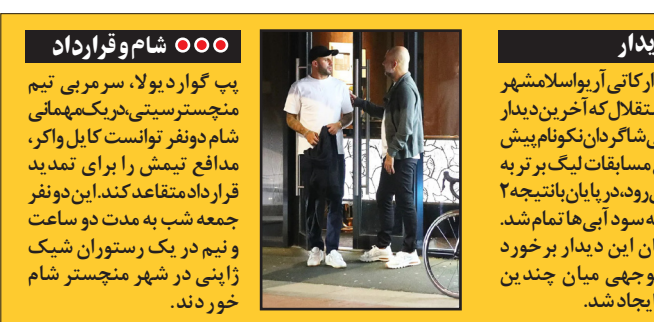 شام و قرارداد
پپ گواردیولا، سرمربی تیم
منچسترسیتی، در یک مهمانی
شام دونفر توانست کایل واکر،
مدافع تیمش را برای تمدید
قرارداد متقاعد کند. این دو نفر
جمعه شب به مدت دو ساعت
و نیم در یک رستوران شیک
ژاپنی در شهر منچستر شام
خوردند.
یدار
ار کاتی آریو اسلامشهر
ستقلال که آخرین دیدار
ی شاگردان نکونام پیش
مسابقات لیگ برتر به
ی‌رود، در پایان با نتیجه ۲
ه سود آبی‌ها تمام شد.
ان این دیدار برخورد
وجهی میان چندین
یجاد شد.